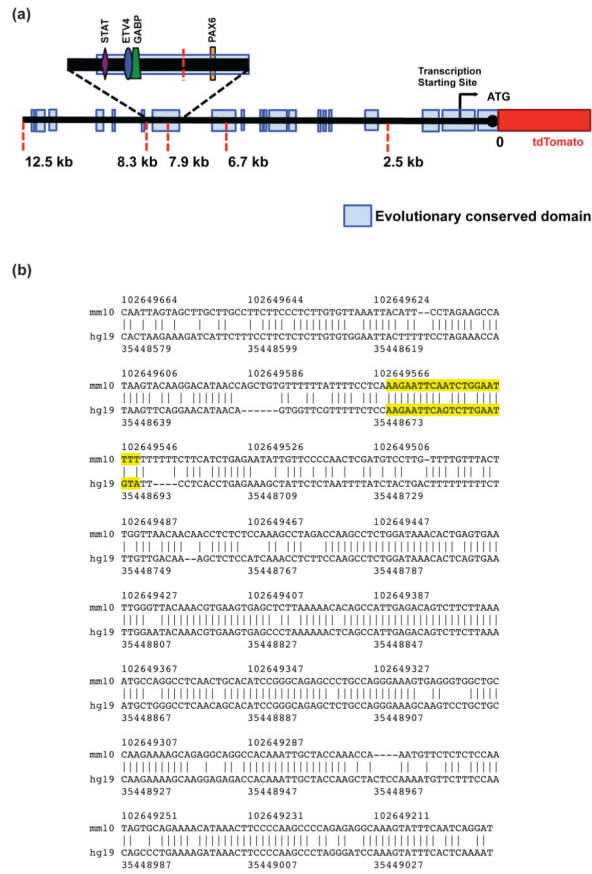 (a)
STAT
ETV4
GABP
PAX6
Transcription
Starting Site
ATG
12.5 kb
8.3 kb
7.9 kb
6.7 kb
2.5 kb
0
tdTomato
Evolutionary conserved domain
(b)
102649664 102649644 102649624
mm10 CAATTAGTAGCTTGCTTGCCTTCTTCCCTCTTGTGTTAAATTACATT--CCTAGAAGCCA
hg19 CACTAAGAAAGATCATTTCTTCCTTCTCTCTTGTGTGGAATTACTTTTTCCTAGAAACCA
35448579 35448599 35448619
102649606 102649586 102649566
mm10 TAAGTACAAGGACATAACCAGCTGTGTTTTTTATTTTCCTCAAAGAATTCAATCTGGAAT
hg19 TAAGTTCAGGAACATAACA------GTGGTTCGTTTTTCTCCAAGAATTCAGTCTTGAAT
35448639 35448673
102649546 102649526 102649506
mm10 TTTTTTTTTCTTCATCTGAGAATATTGTTCCCCAACTCGATGTCCTTG-TTTTGTTTACT
hg19 GTATT----CCTCACCTGAGAAAGCTATTCTCTAATTTTATCTACTGACTTTTTTTTTCT
35448693 35448709 35448729
102649487 102649467 102649447
mm10 TGGTTAACAACAACCTCTCTCCAAAGCCTAGACCAAGCCTCTGGATAAACACTGAGTGAA
hg19 TTGTTGACAA--AGCTCTCCATCAAACCTCTTCCAAGCCTCTGGATAAACACTCAGTGAA
35448749 35448767 35448787
102649427 102649407 102649387
mm10 TTGGGTTACAAACGTGAAGTGAGCTCTTAAAAACACAGCCATTGAGACAGTCTTCTTAAA
hg19 TTGGAATACAAACGTGAAGTGAGCCCTAAAAAACTCAGCCATTGAGACAGTCTTCTTAAA
35448807 35448827 35448847
102649367 102649347 102649327
mm10 ATGCCAGGCCTCAACTGCACATCCGGGCAGAGCCCTGCCAGGGAAAGTGAGGGTGGCTGC
hg19 ATGCTGGGCCTCAACAGCACATCCGGGCAGAGCTCTGCCAGGGAAAGCAAGTCCTGCTGC
35448867 35448887 35448907
102649307 102649287
mm10 CAAGAAAAGCAGAGGCAGGCCACAAATTGCTACCAAACCA----AATGTTCTCTCTCCAA
hg19 CAAGAAAAGCAAGGAGAGACCACAAATTGCTACCAAGCTACTCCAAAATGTTCTTTCCAA
35448927 35448947 35448967
102649251 102649231 102649211
mm10 TAGTGCAGAAAACATAAACTTCCCCAAGCCCCAGAGAGGCAAAGTATTTCAATCAGGAT
hg19 CAGCCCTGAAAAGATAAACTTCCCCAAGCCCTAGGGATCCAAAGTATTTCACTCAAAAT
35448987 35449007 35449027